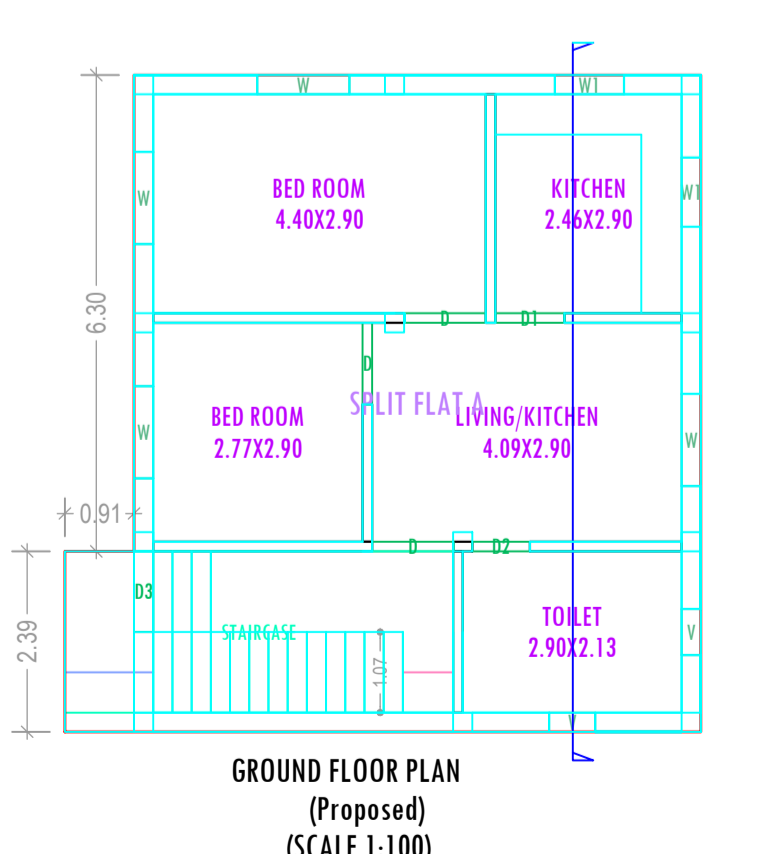 W
W1
BED ROOM
4.40X2.90
KITCHEN
2.46X2.90
W
W1
6.30
D
D1
D
SPLIT FLAT A
BED ROOM
2.77X2.90
LIVING/KITCHEN
4.09X2.90
W
W
0.91
D
D2
D3
2.39
STAIRCASE
1.07
TOILET
2.90X2.13
V
V
GROUND FLOOR PLAN
(Proposed)
(SCALE 1:100)